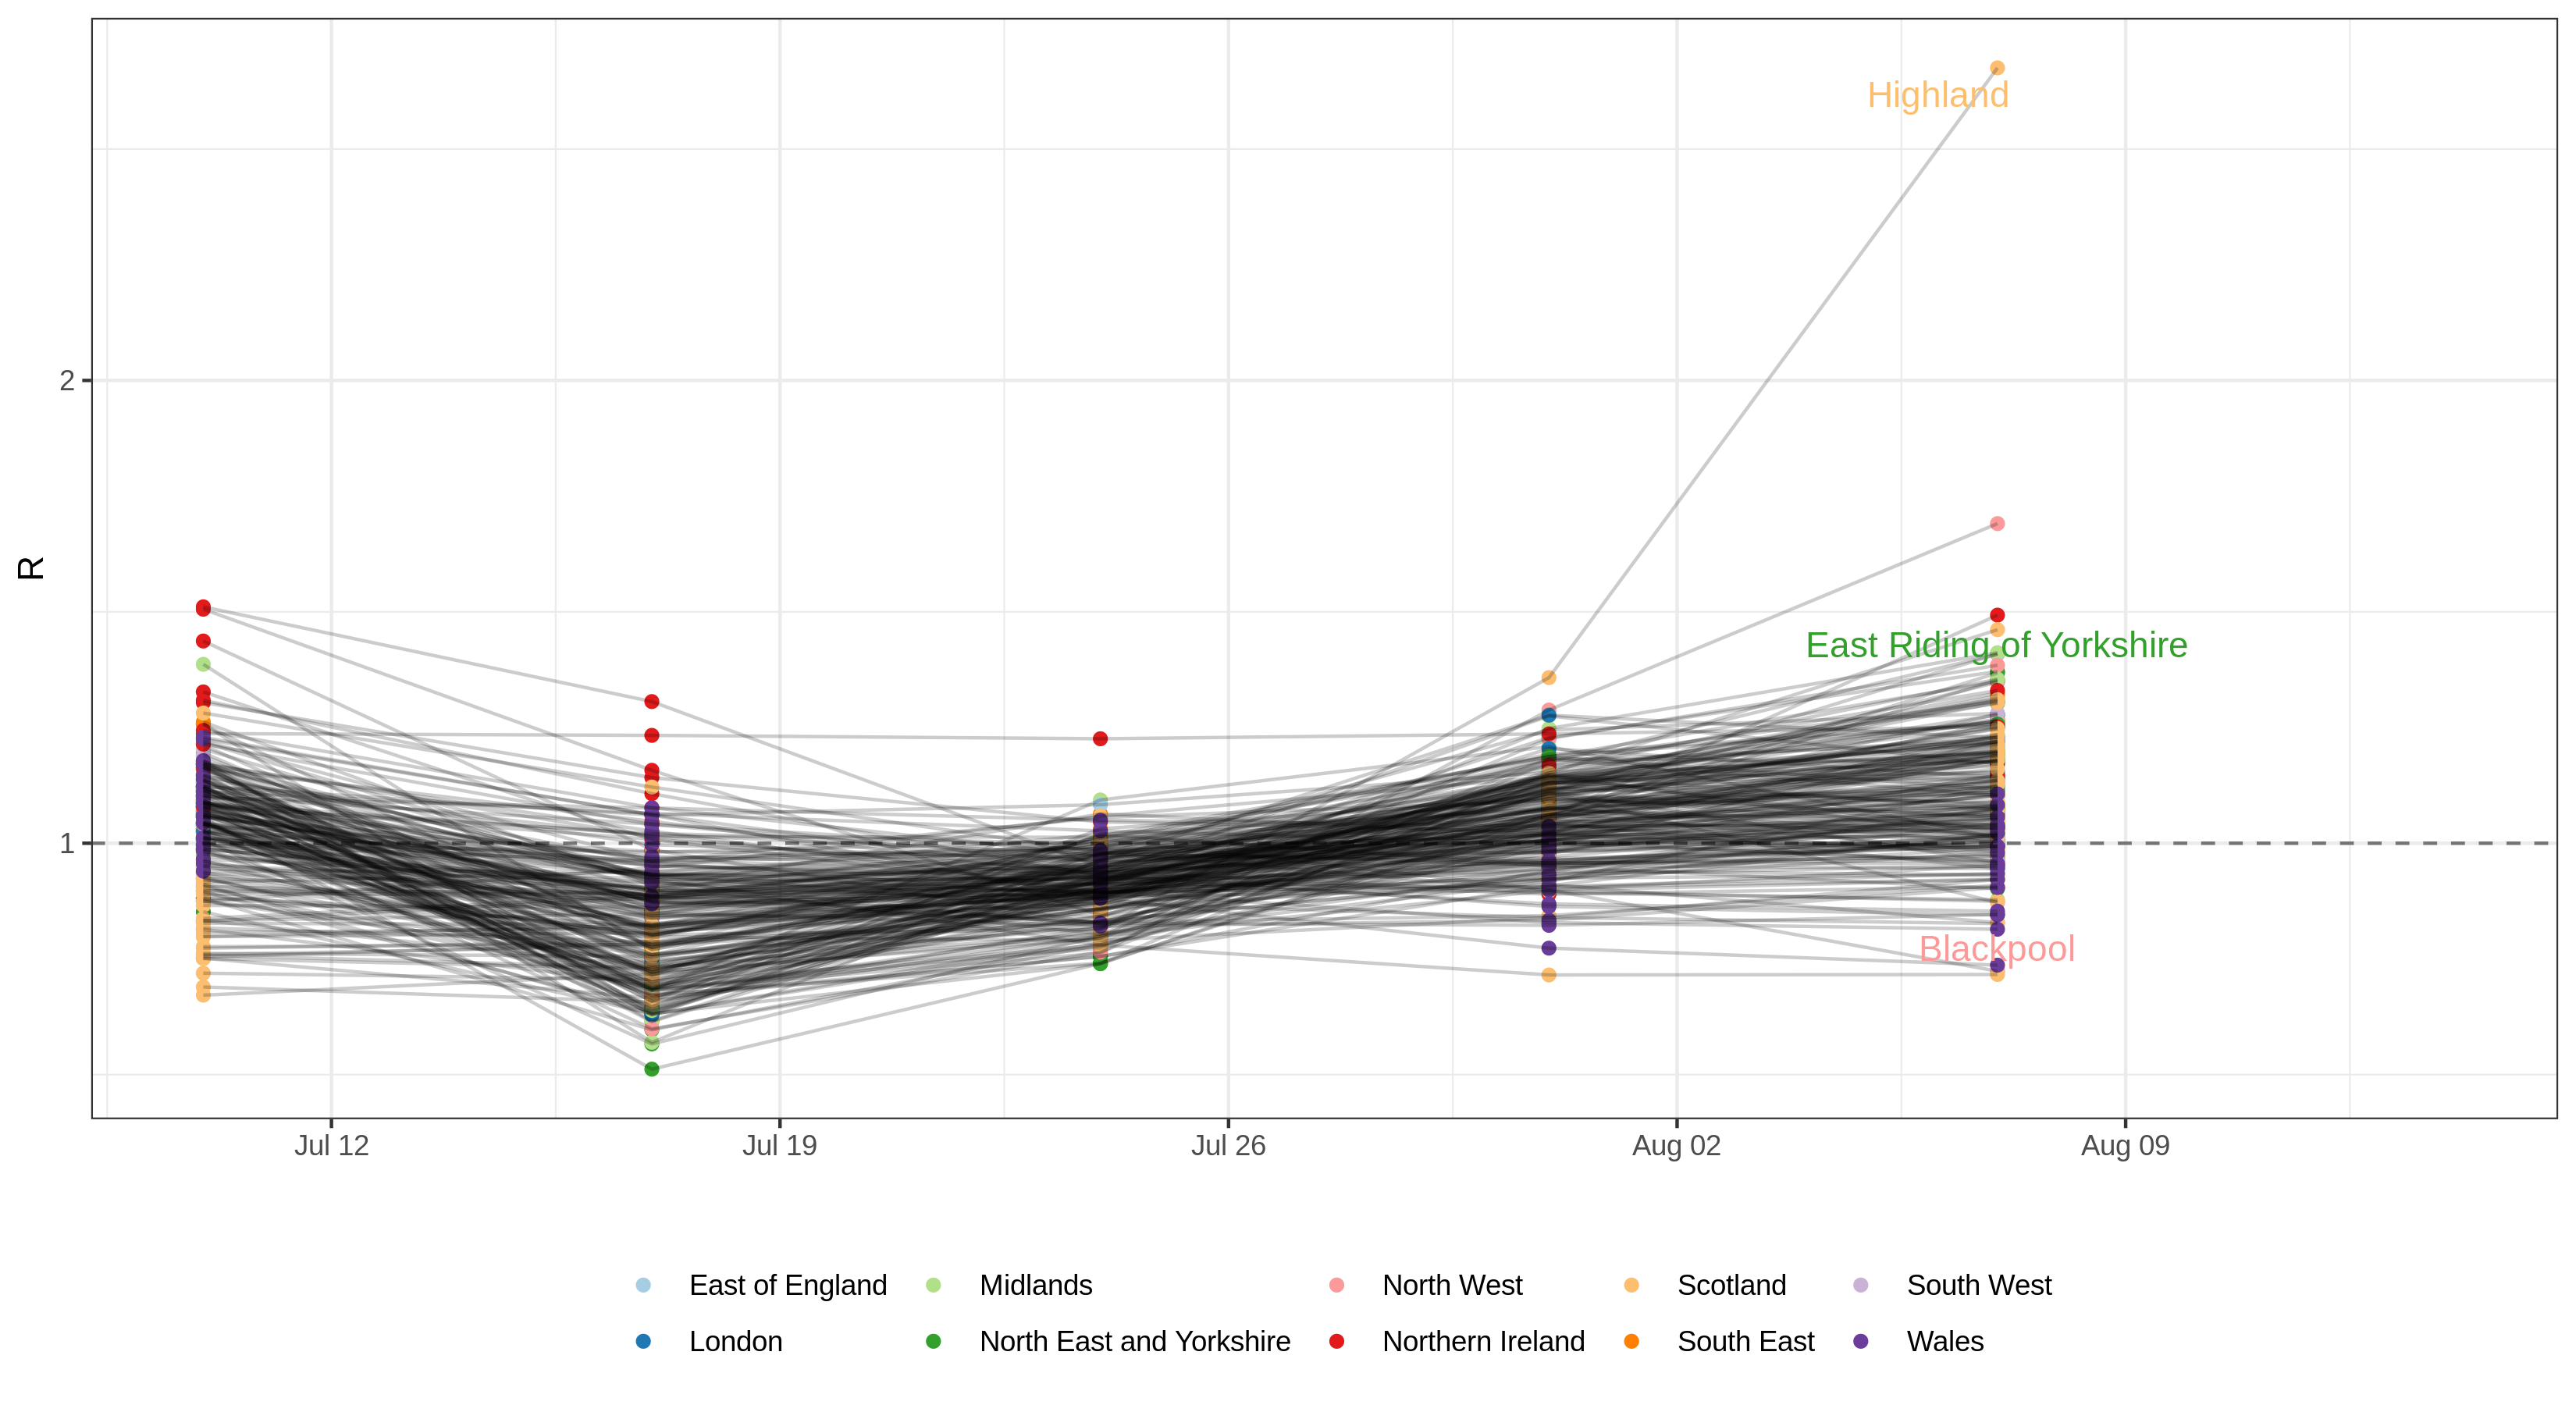 Highland
2
R
East Riding of Yorkshire
1
Blackpool
Jul 12 Jul 19 Jul 26 Aug 02 Aug 09
East of England Midlands North West Scotland South West
London North East and Yorkshire Northern Ireland South East Wales